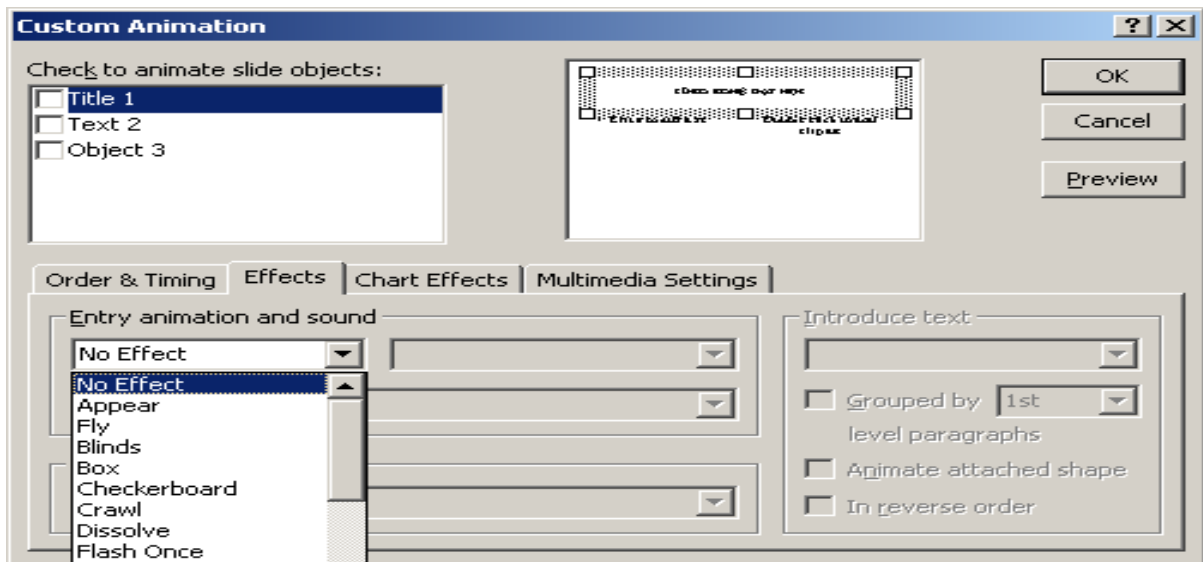 Custom Animation
Check to animate slide objects:
Title 1
Text 2
Object 3
OK
Cancel
Preview
Order & Timing
Effects
Chart Effects
Multimedia Settings
Entry animation and sound
No Effect
No Effect
Appear
Fly
Blinds
Box
Checkerboard
Crawl
Dissolve
Flash Once
Introduce text
Grouped by 1st
level paragraphs
Animate attached shape
In reverse order